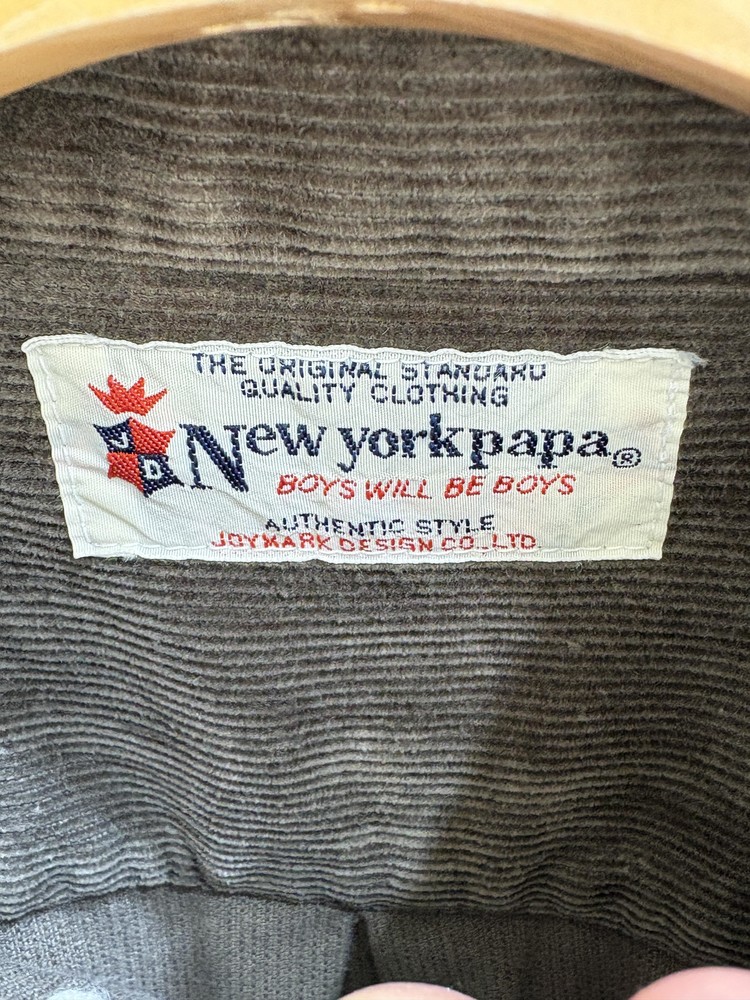 THE ORIGINAL STANDARD
QUALITY CLOTHING
J
D
New yorkpapa®
BOYS WILL BE BOYS
AUTHENTIC STYLE
JOYMARK DESIGN CO.,LTD.